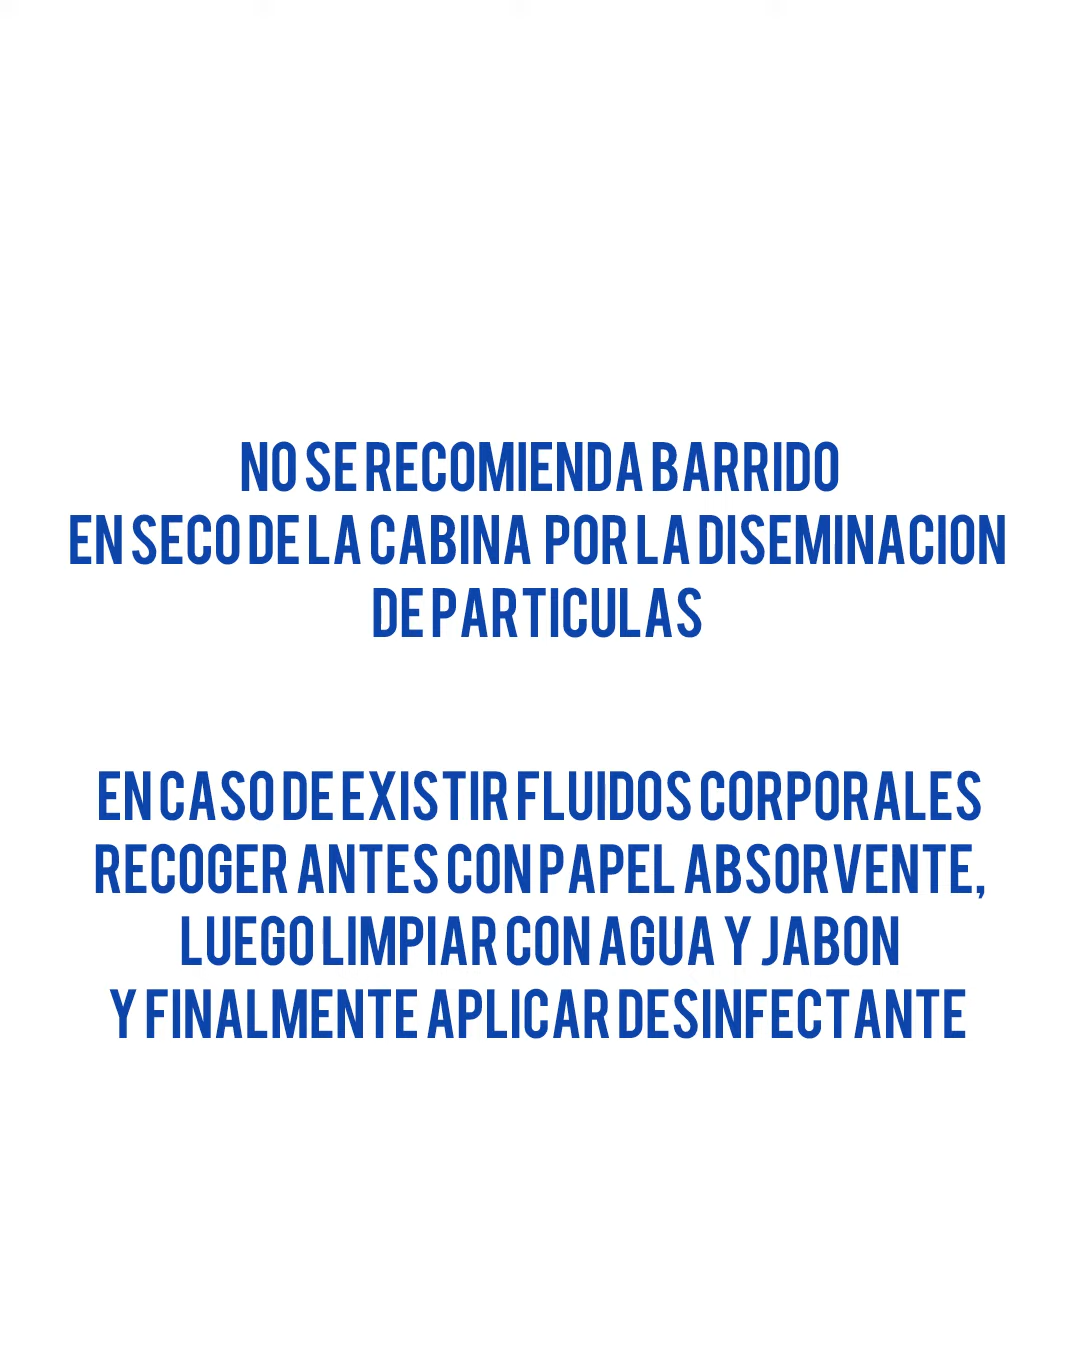 NO SE RECOMIENDA BARRIDO
EN SECO DE LA CABINA POR LA DISEMINACION
DE PARTICULAS
EN CASO DE EXISTIR FLUIDOS CORPORALES
RECOGER ANTES CON PAPEL ABSORVENTE,
LUEGO LIMPIAR CON AGUA Y JABON
Y FINALMENTE APLICAR DESINFECTANTE